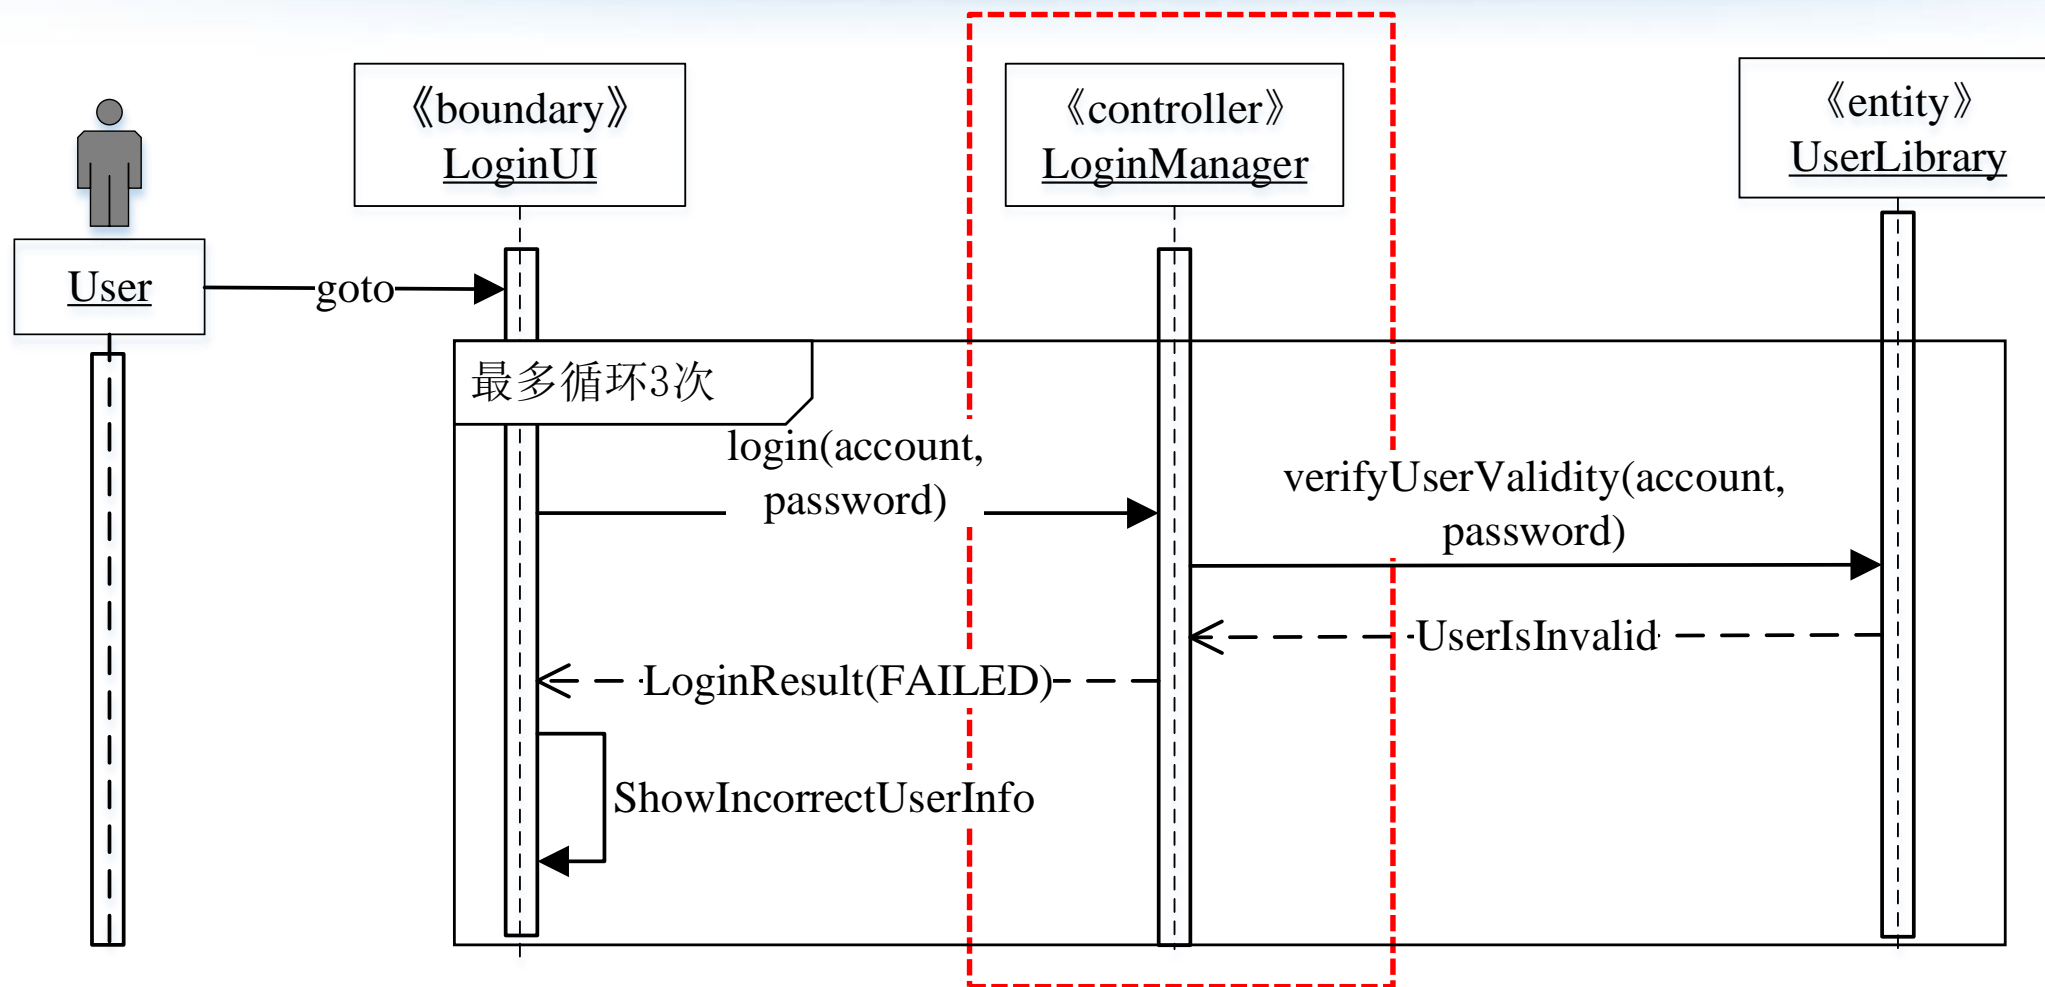 《boundary》
LoginUI
《controller》
LoginManager
《entity》
UserLibrary
User
goto
最多循环3次
login(account,
password)
verifyUserValidity(account,
password)
UserIsInvalid
LoginResult(FAILED)
ShowIncorrectUserInfo